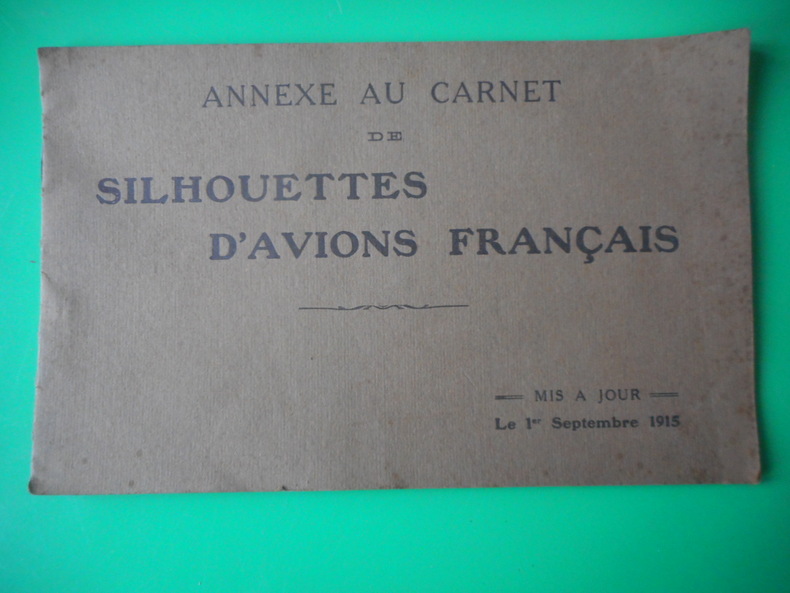 ANNEXE AU CARNET
DE
SILHOUETTES
D'AVIONS FRANÇAIS
MIS A JOUR
Le 1er Septembre 1915